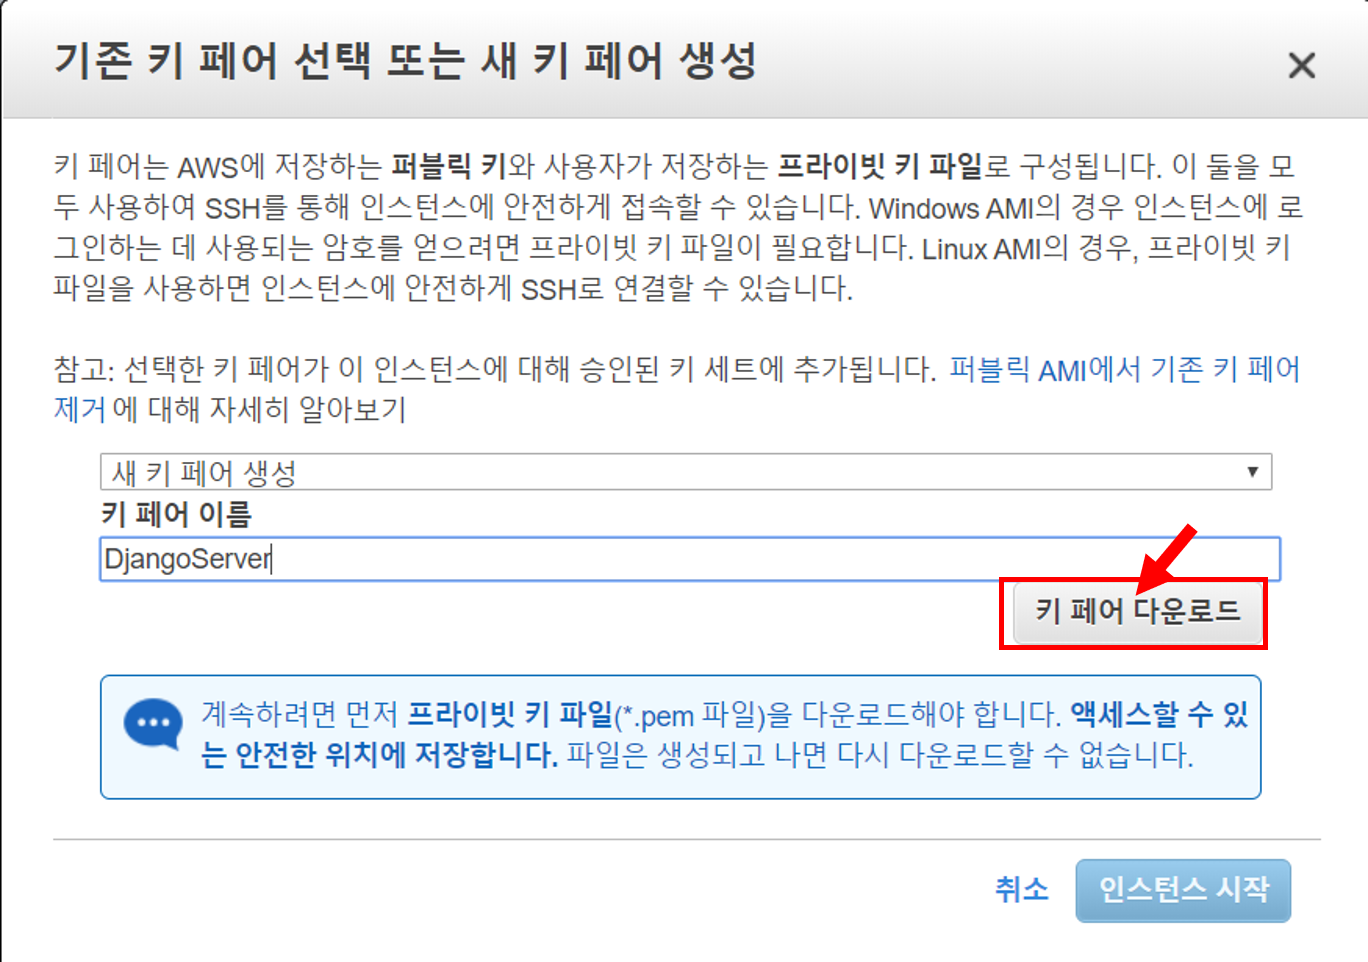 기존 키 페어 선택 또는 새 키 페어 생성
키 페어는 AWS에 저장하는 퍼블릭 키와 사용자가 저장하는 프라이빗 키 파일로 구성됩니다. 이 둘을 모
두 사용하여 SSH를 통해 인스턴스에 안전하게 접속할 수 있습니다. Windows AMI의 경우 인스턴스에 로
그인하는 데 사용되는 암호를 얻으려면 프라이빗 키 파일이 필요합니다. Linux AMI의 경우, 프라이빗 키
파일을 사용하면 인스턴스에 안전하게 SSH로 연결할 수 있습니다.
참고: 선택한 키 페어가 이 인스턴스에 대해 승인된 키 세트에 추가됩니다. 퍼블릭 AMI에서 기존 키 페어
제거 에 대해 자세히 알아보기
새 키 페어 생성
키 페어 이름
DjangoServer
키 페어 다운로드
계속하려면 먼저 프라이빗 키 파일(*.pem 파일)을 다운로드해야 합니다. 액세스할 수 있
는 안전한 위치에 저장합니다. 파일은 생성되고 나면 다시 다운로드할 수 없습니다.
취소
인스턴스 시작